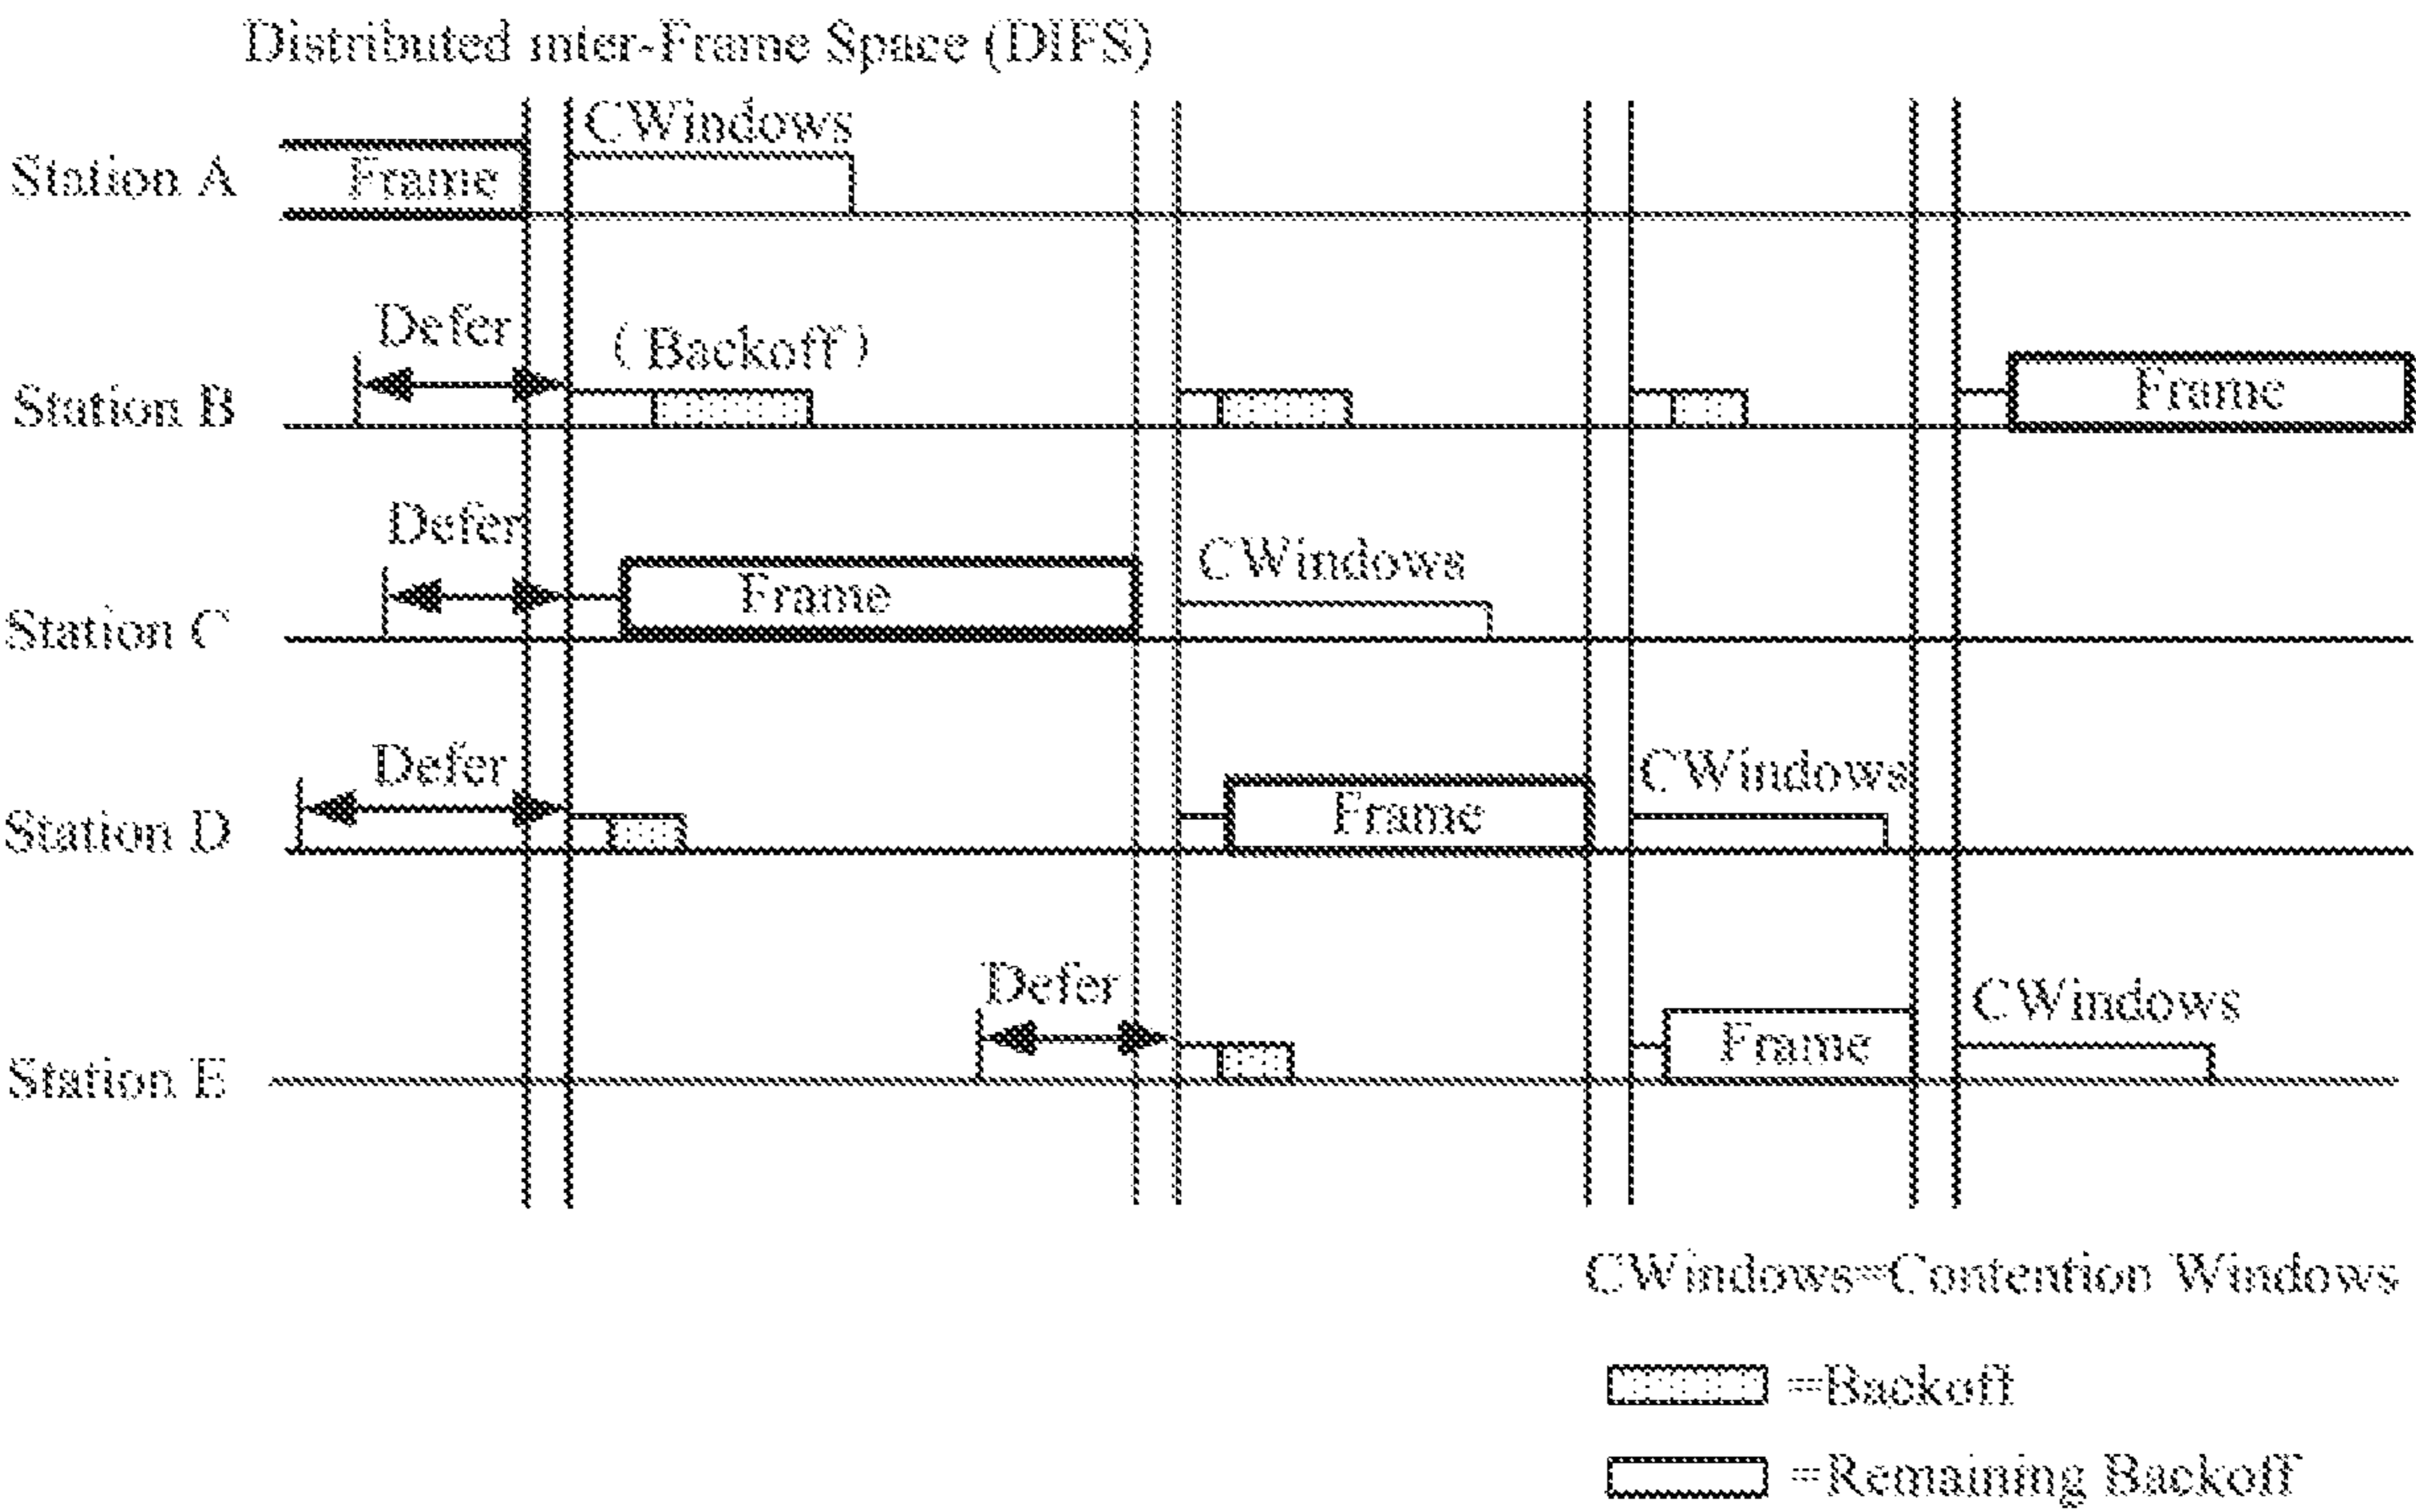 Distributed inter-Frame Space (DIFS)
CWindows
Station A
Frame
Defer
(Backoff)
Station B
Frame
Defer
CWindows
Station C
Frame
Defer
CWindows
Station D
Frame
Defer
CWindows
Station E
Frame
CWindows=Contention Windows
=Backoff
=Remaining Backoff